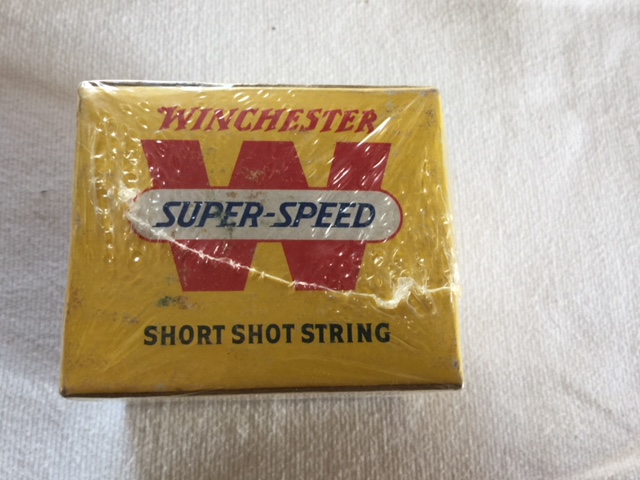 WINCHESTER
W
SUPER-SPEED
SHORT SHOT STRING